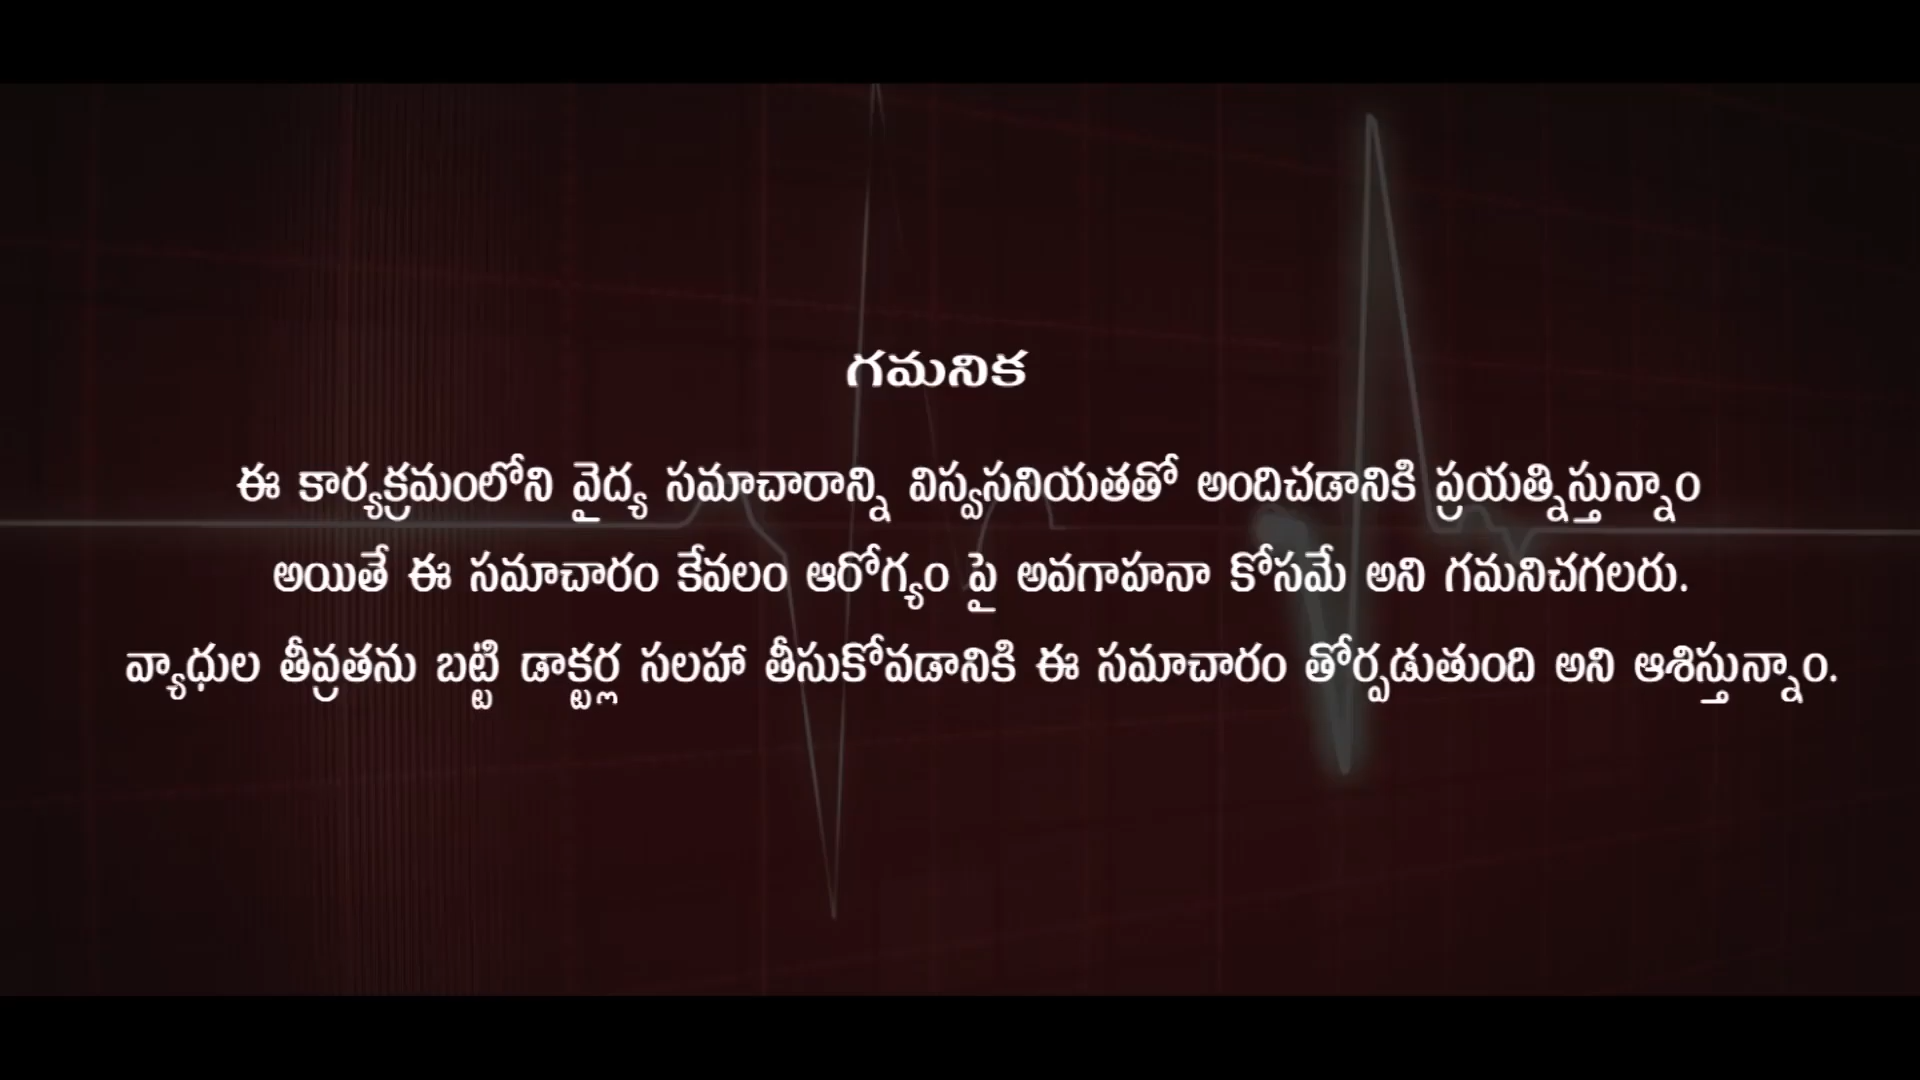 గమనిక
ఈ కార్యక్రమంలోని వైద్య సమాచారాన్ని విస్వసనియతతో అందిచడానికి ప్రయత్నిస్తున్నాం
అయితే ఈ సమాచారం కేవలం ఆరోగ్యం పై అవగాహనా కోసమే అని గమనిచగలరు.
వ్యాధుల తీవ్రతను బట్టి డాక్టర్ల సలహా తీసుకోవడానికి ఈ సమాచారం తోర్పడుతుంది అని ఆశిస్తున్నాం.